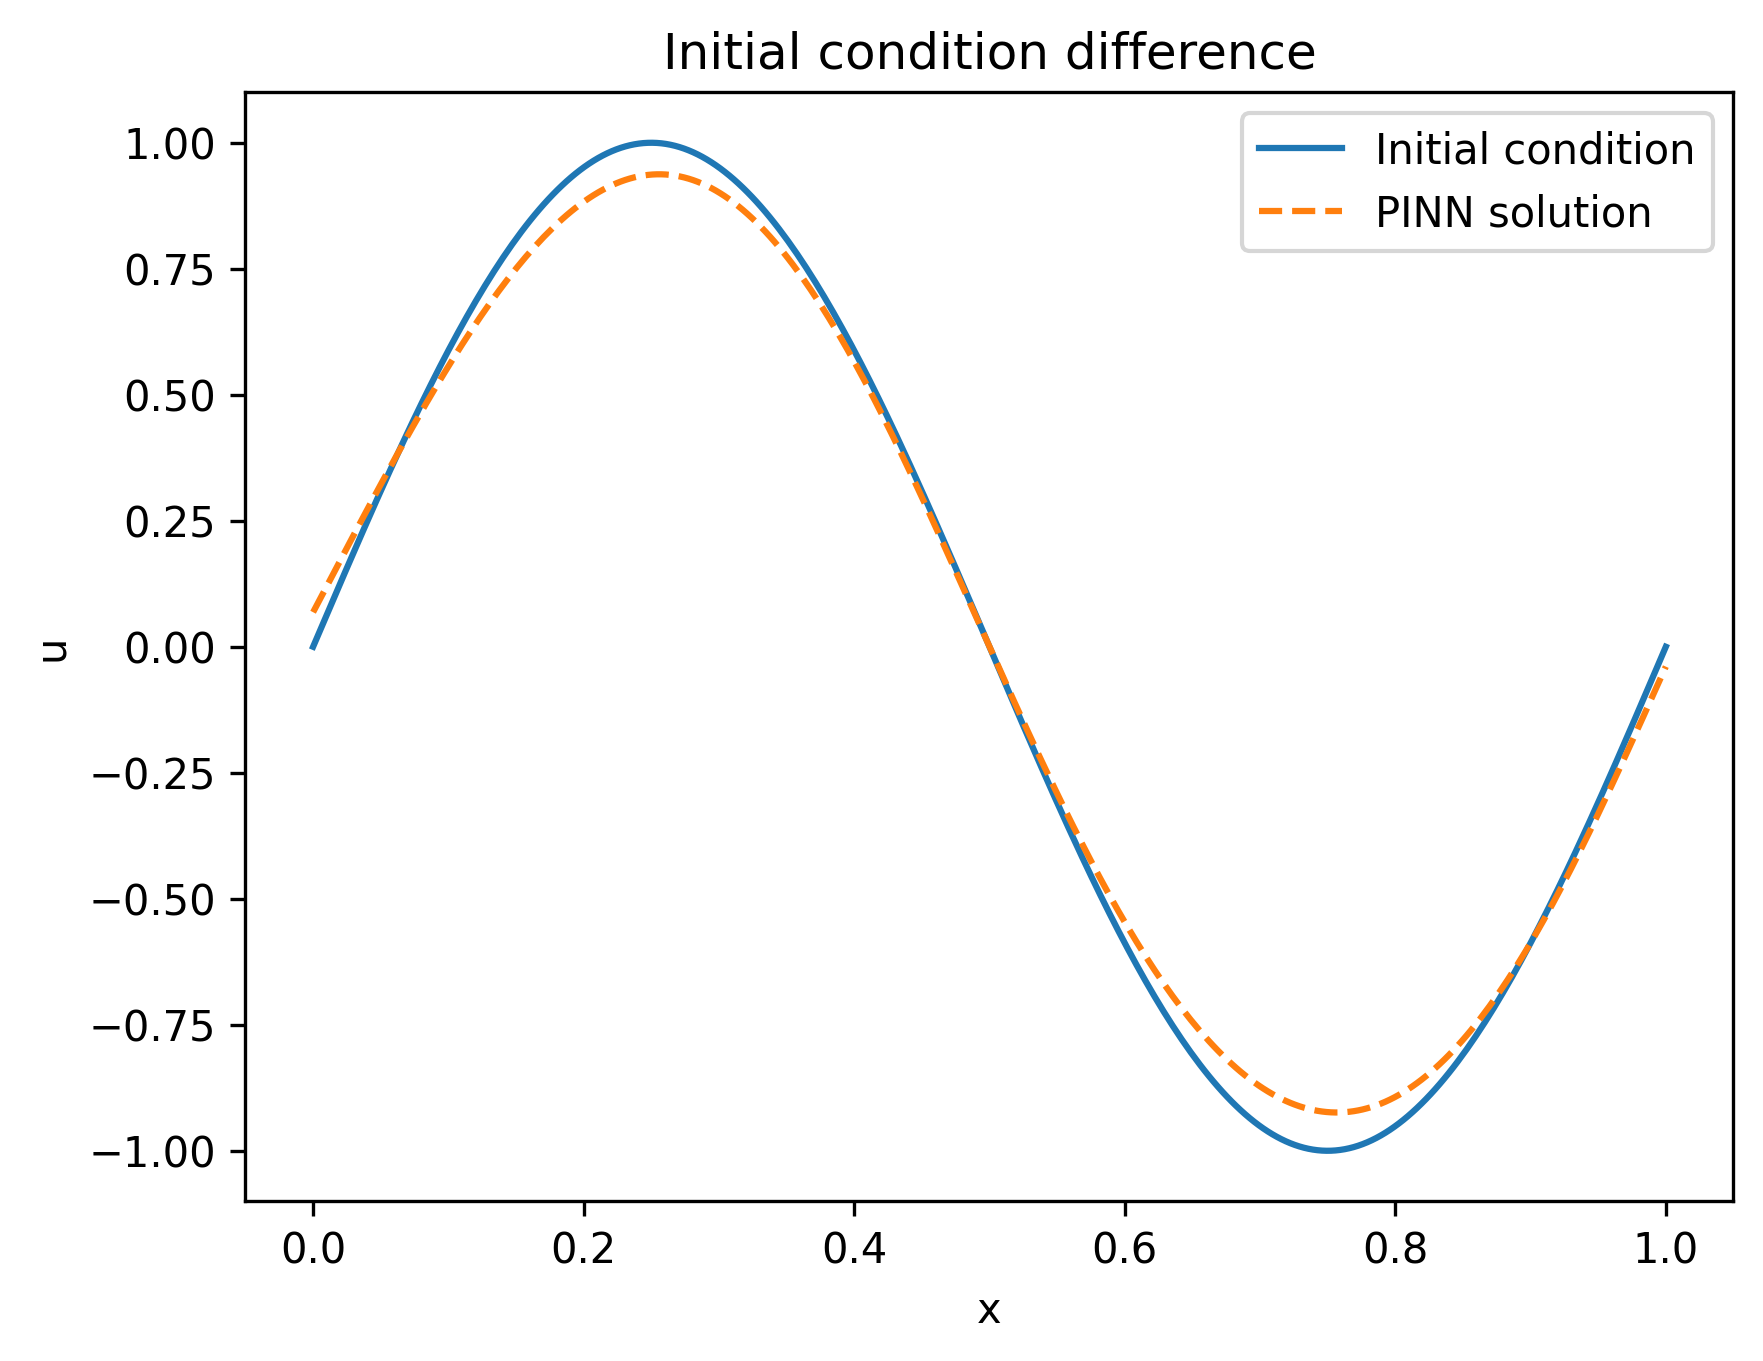 Initial condition difference
Initial condition
PINN solution
1.00
0.75
0.50
0.25
0.00
−0.25
−0.50
−0.75
−1.00
u
0.0 0.2 0.4 0.6 0.8 1.0
x